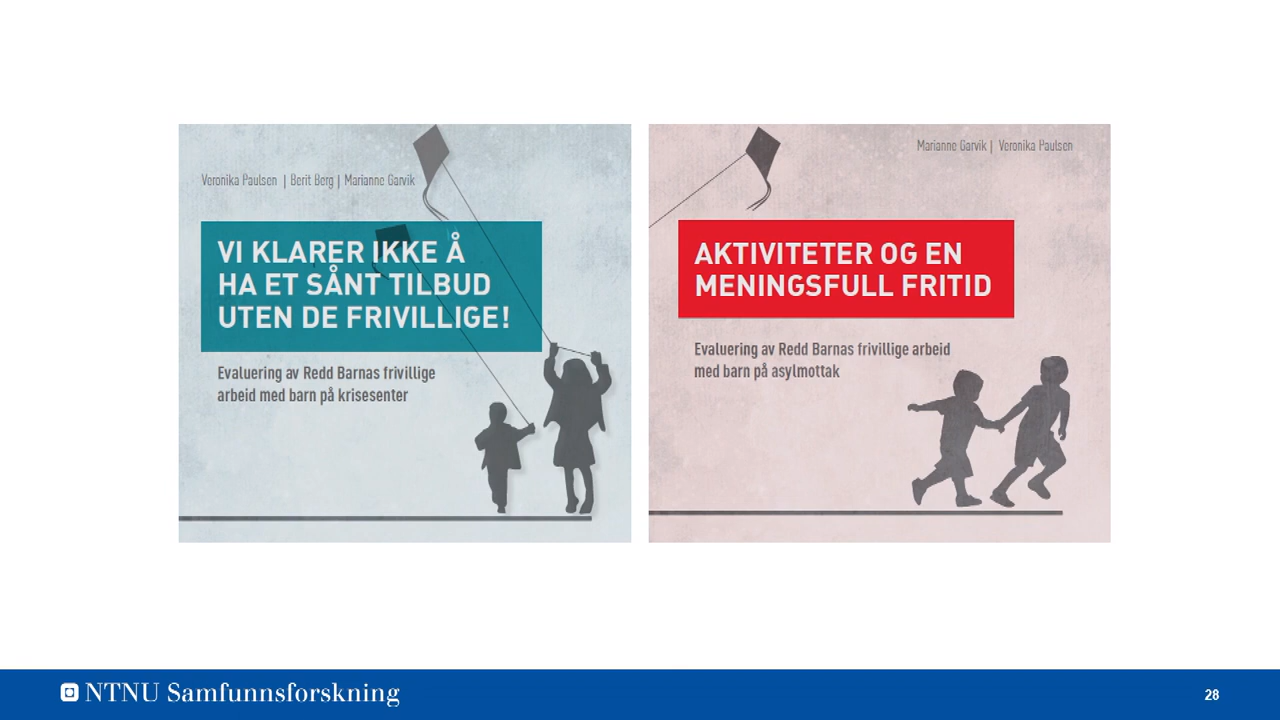 Veronika Paulsen | Berit Berg | Marianne Garvik
VI KLARER IKKE Å
HA ET SÅNT TILBUD
UTEN DE FRIVILLIGE!
Evaluering av Redd Barnas frivillige
arbeid med barn på krisesenter
Marianne Garvik | Veronika Paulsen
AKTIVITETER OG EN
MENINGSFULL FRITID
Evaluering av Redd Barnas frivillige arbeid
med barn på asylmottak
NTNU Samfunnsforskning
28